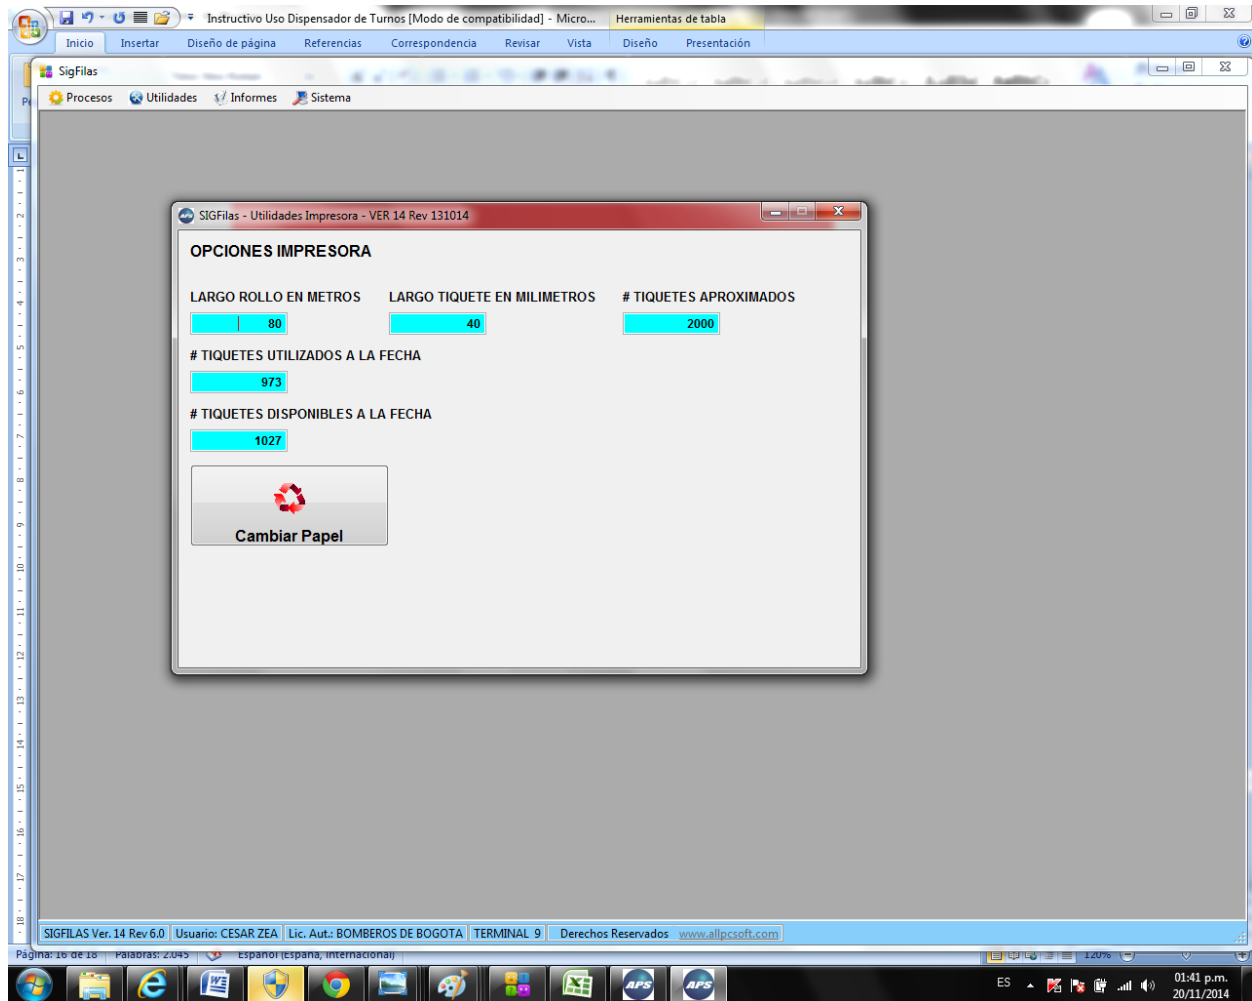 Instructivo Uso Dispensador de Turnos [Modo de compatibilidad] - Micro... Herramientas de tabla
Inicio Insertar Diseño de página Referencias Correspondencia Revisar Vista Diseño Presentación
SigFilas
Procesos Utilidades Informes Sistema
SIGFilas - Utilidades Impresora - VER 14 Rev 131014
OPCIONES IMPRESORA
LARGO ROLLO EN METROS LARGO TIQUETE EN MILIMETROS # TIQUETES APROXIMADOS
80 40 2000
# TIQUETES UTILIZADOS A LA FECHA
973
# TIQUETES DISPONIBLES A LA FECHA
1027
Cambiar Papel
SIGFILAS Ver. 14 Rev 6.0 Usuario: CESAR ZEA Lic. Aut.: BOMBEROS DE BOGOTA TERMINAL 9 Derechos Reservados www.allpcsoft.com
Página: 16 de 18 Palabras: 2.045 Español (España, internacional) 120%
APS APS ES 01:41 p.m.
20/11/2014